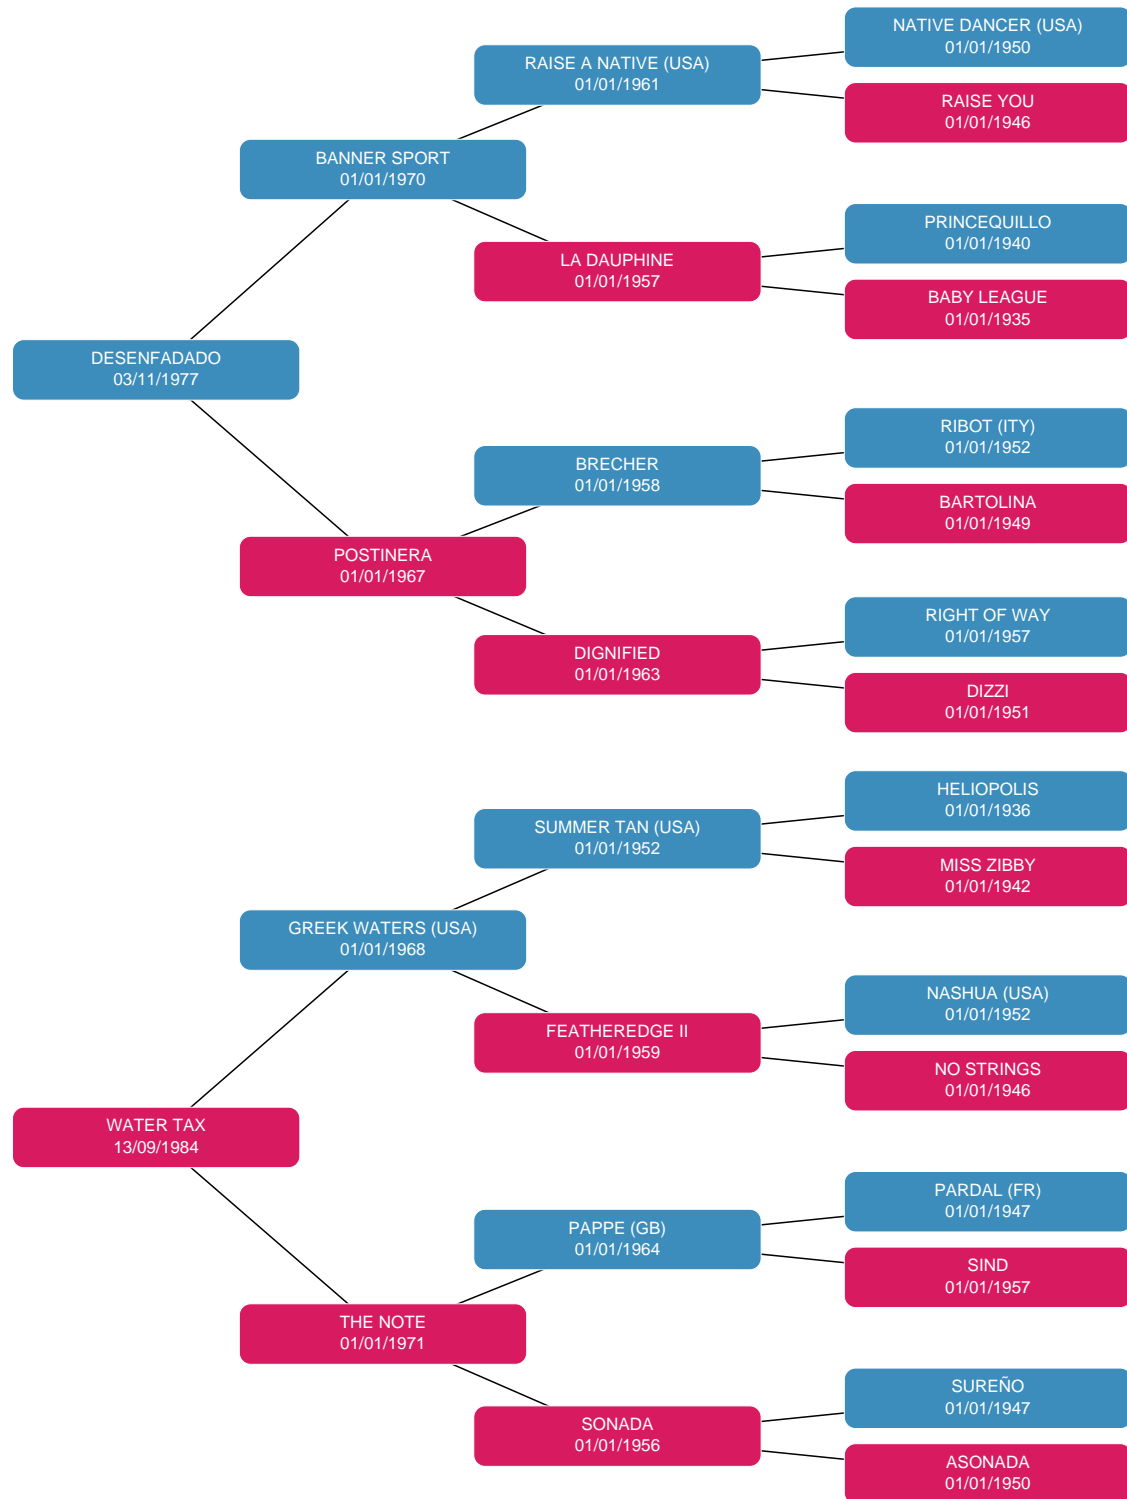 NATIVE DANCER (USA)
01/01/1950
RAISE A NATIVE (USA)
01/01/1961
RAISE YOU
01/01/1946
BANNER SPORT
01/01/1970
PRINCEQUILLO
01/01/1940
LA DAUPHINE
01/01/1957
BABY LEAGUE
01/01/1935
DESENFADADO
03/11/1977
RIBOT (ITY)
01/01/1952
BRECHER
01/01/1958
BARTOLINA
01/01/1949
POSTINERA
01/01/1967
RIGHT OF WAY
01/01/1957
DIGNIFIED
01/01/1963
DIZZI
01/01/1951
HELIOPOLIS
01/01/1936
SUMMER TAN (USA)
01/01/1952
MISS ZIBBY
01/01/1942
GREEK WATERS (USA)
01/01/1968
NASHUA (USA)
01/01/1952
FEATHEREDGE II
01/01/1959
NO STRINGS
01/01/1946
WATER TAX
13/09/1984
PARDAL (FR)
01/01/1947
PAPPE (GB)
01/01/1964
SIND
01/01/1957
THE NOTE
01/01/1971
SUREÑO
01/01/1947
SONADA
01/01/1956
ASONADA
01/01/1950